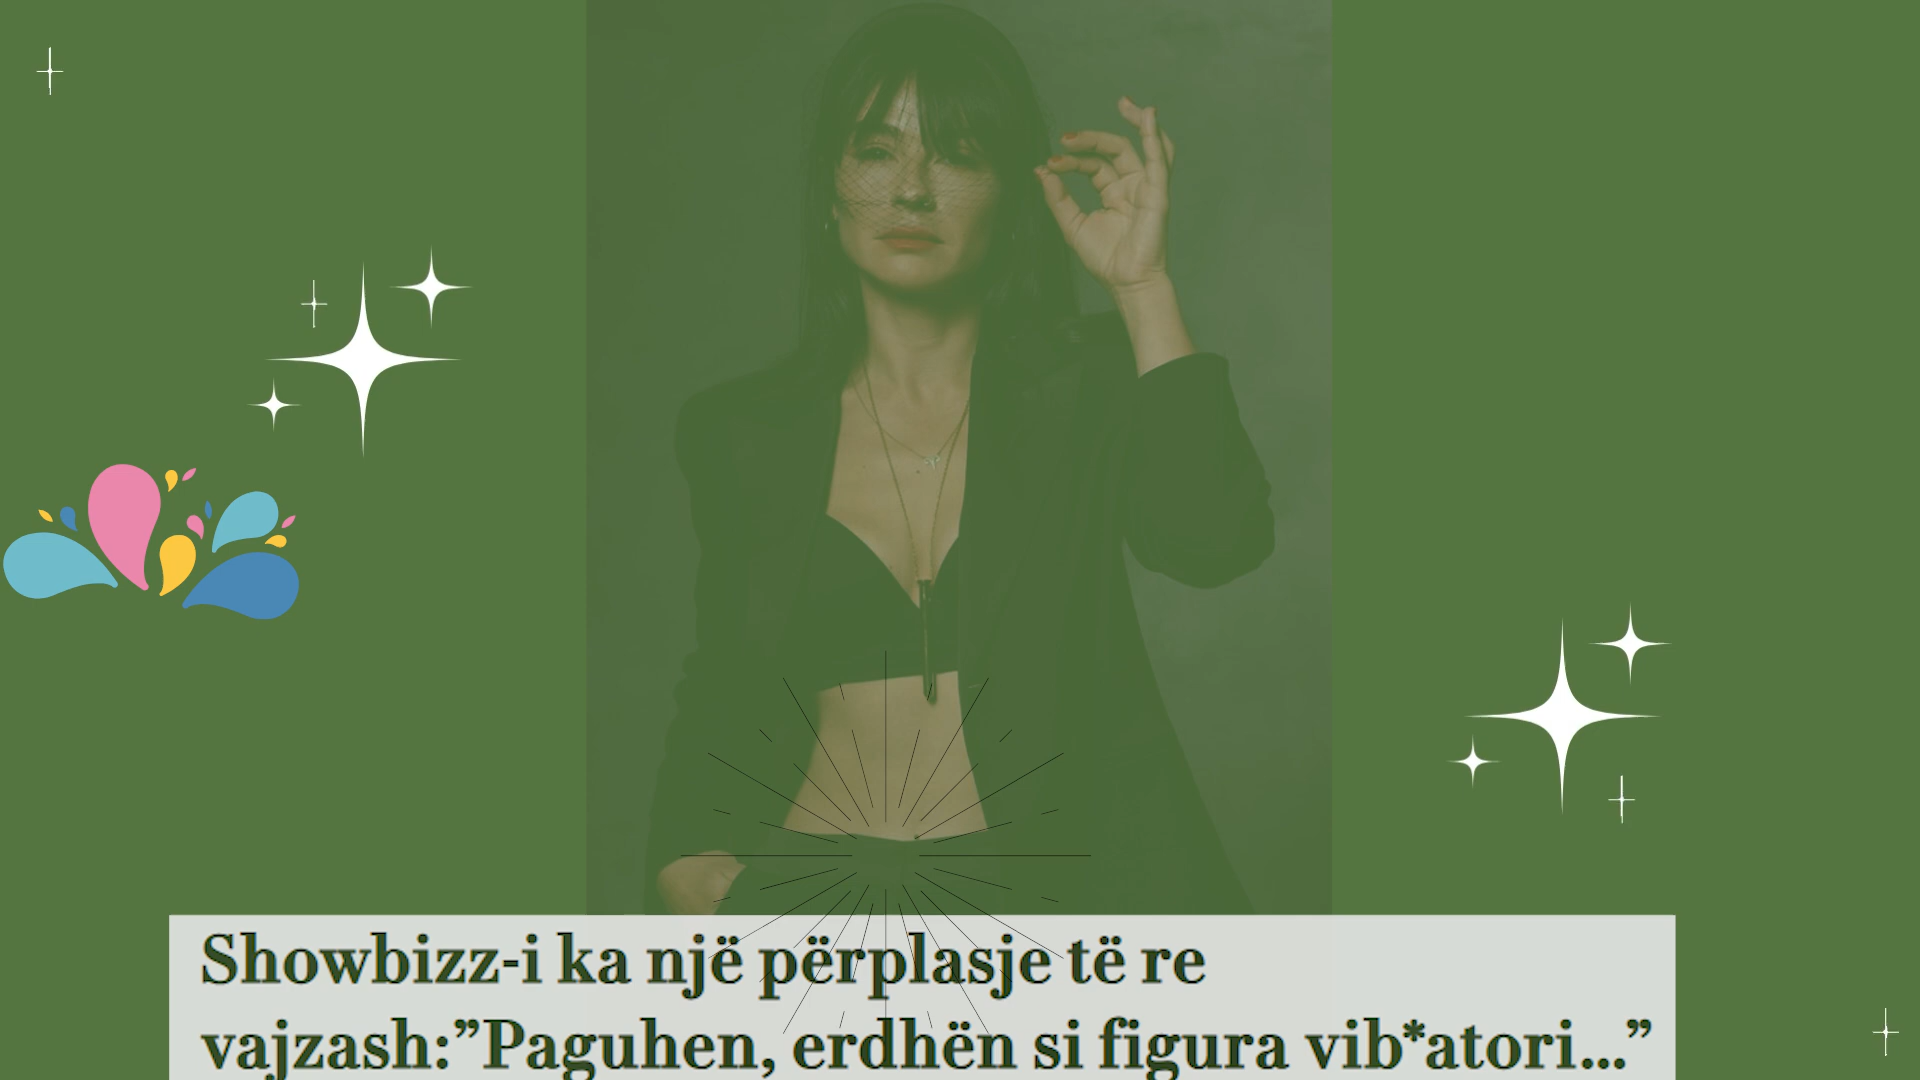 Showbizz-i ka një përplasje të re
vajzash:”Paguhen, erdhën si figura vib*atori...”